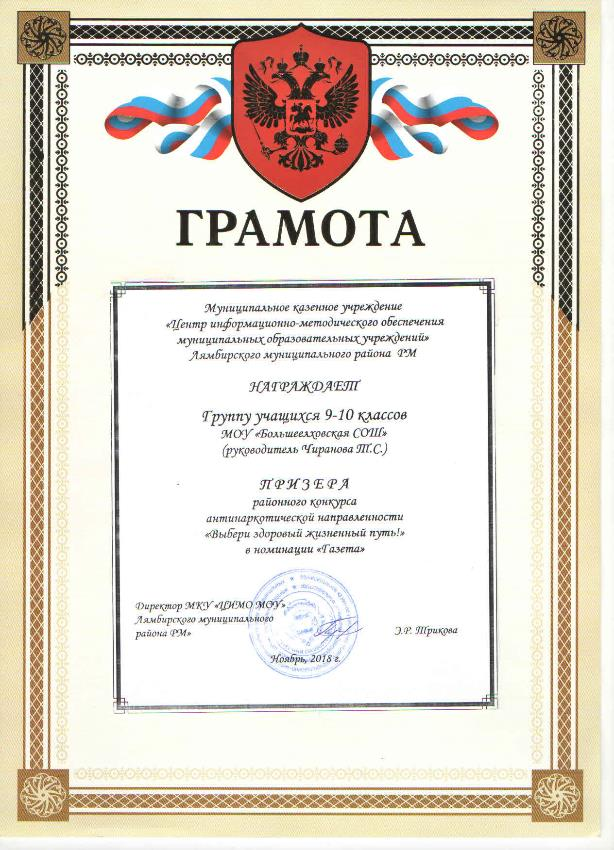 ГРАМОТА
Муниципальное казенное учреждение
«Центр информационно-методического обеспечения
муниципальных образовательных учреждений»
Лямбирского муниципального района РМ
НАГРАЖДАЕТ
Группу учащихся 9-10 классов
МОУ «Большеелховская СОШ»
(руководитель Чиранова Т.С.)
П Р И З Е Р А
районного конкурса
антинаркотической направленности
«Выбери здоровый жизненный путь!»
в номинации «Газета»
Директор МКУ «ЦИМО МОУ»
Лямбирского муниципального
района РМ»
Э.Р. Трикова
Ноябрь, 2018 г.